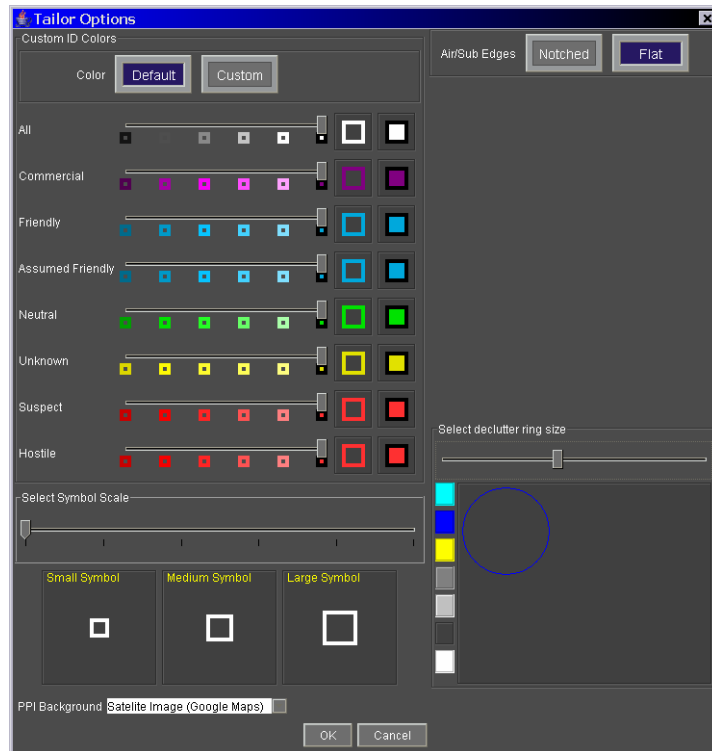 Tailor Options
Custom ID Colors
Color Default Custom
Air/Sub Edges Notched Flat
All
Commercial
Friendly
Assumed Friendly
Neutral
Unknown
Suspect
Hostile
Select declutter ring size
Select Symbol Scale
Small Symbol Medium Symbol Large Symbol
PPI Background Satelite Image (Google Maps)
OK Cancel